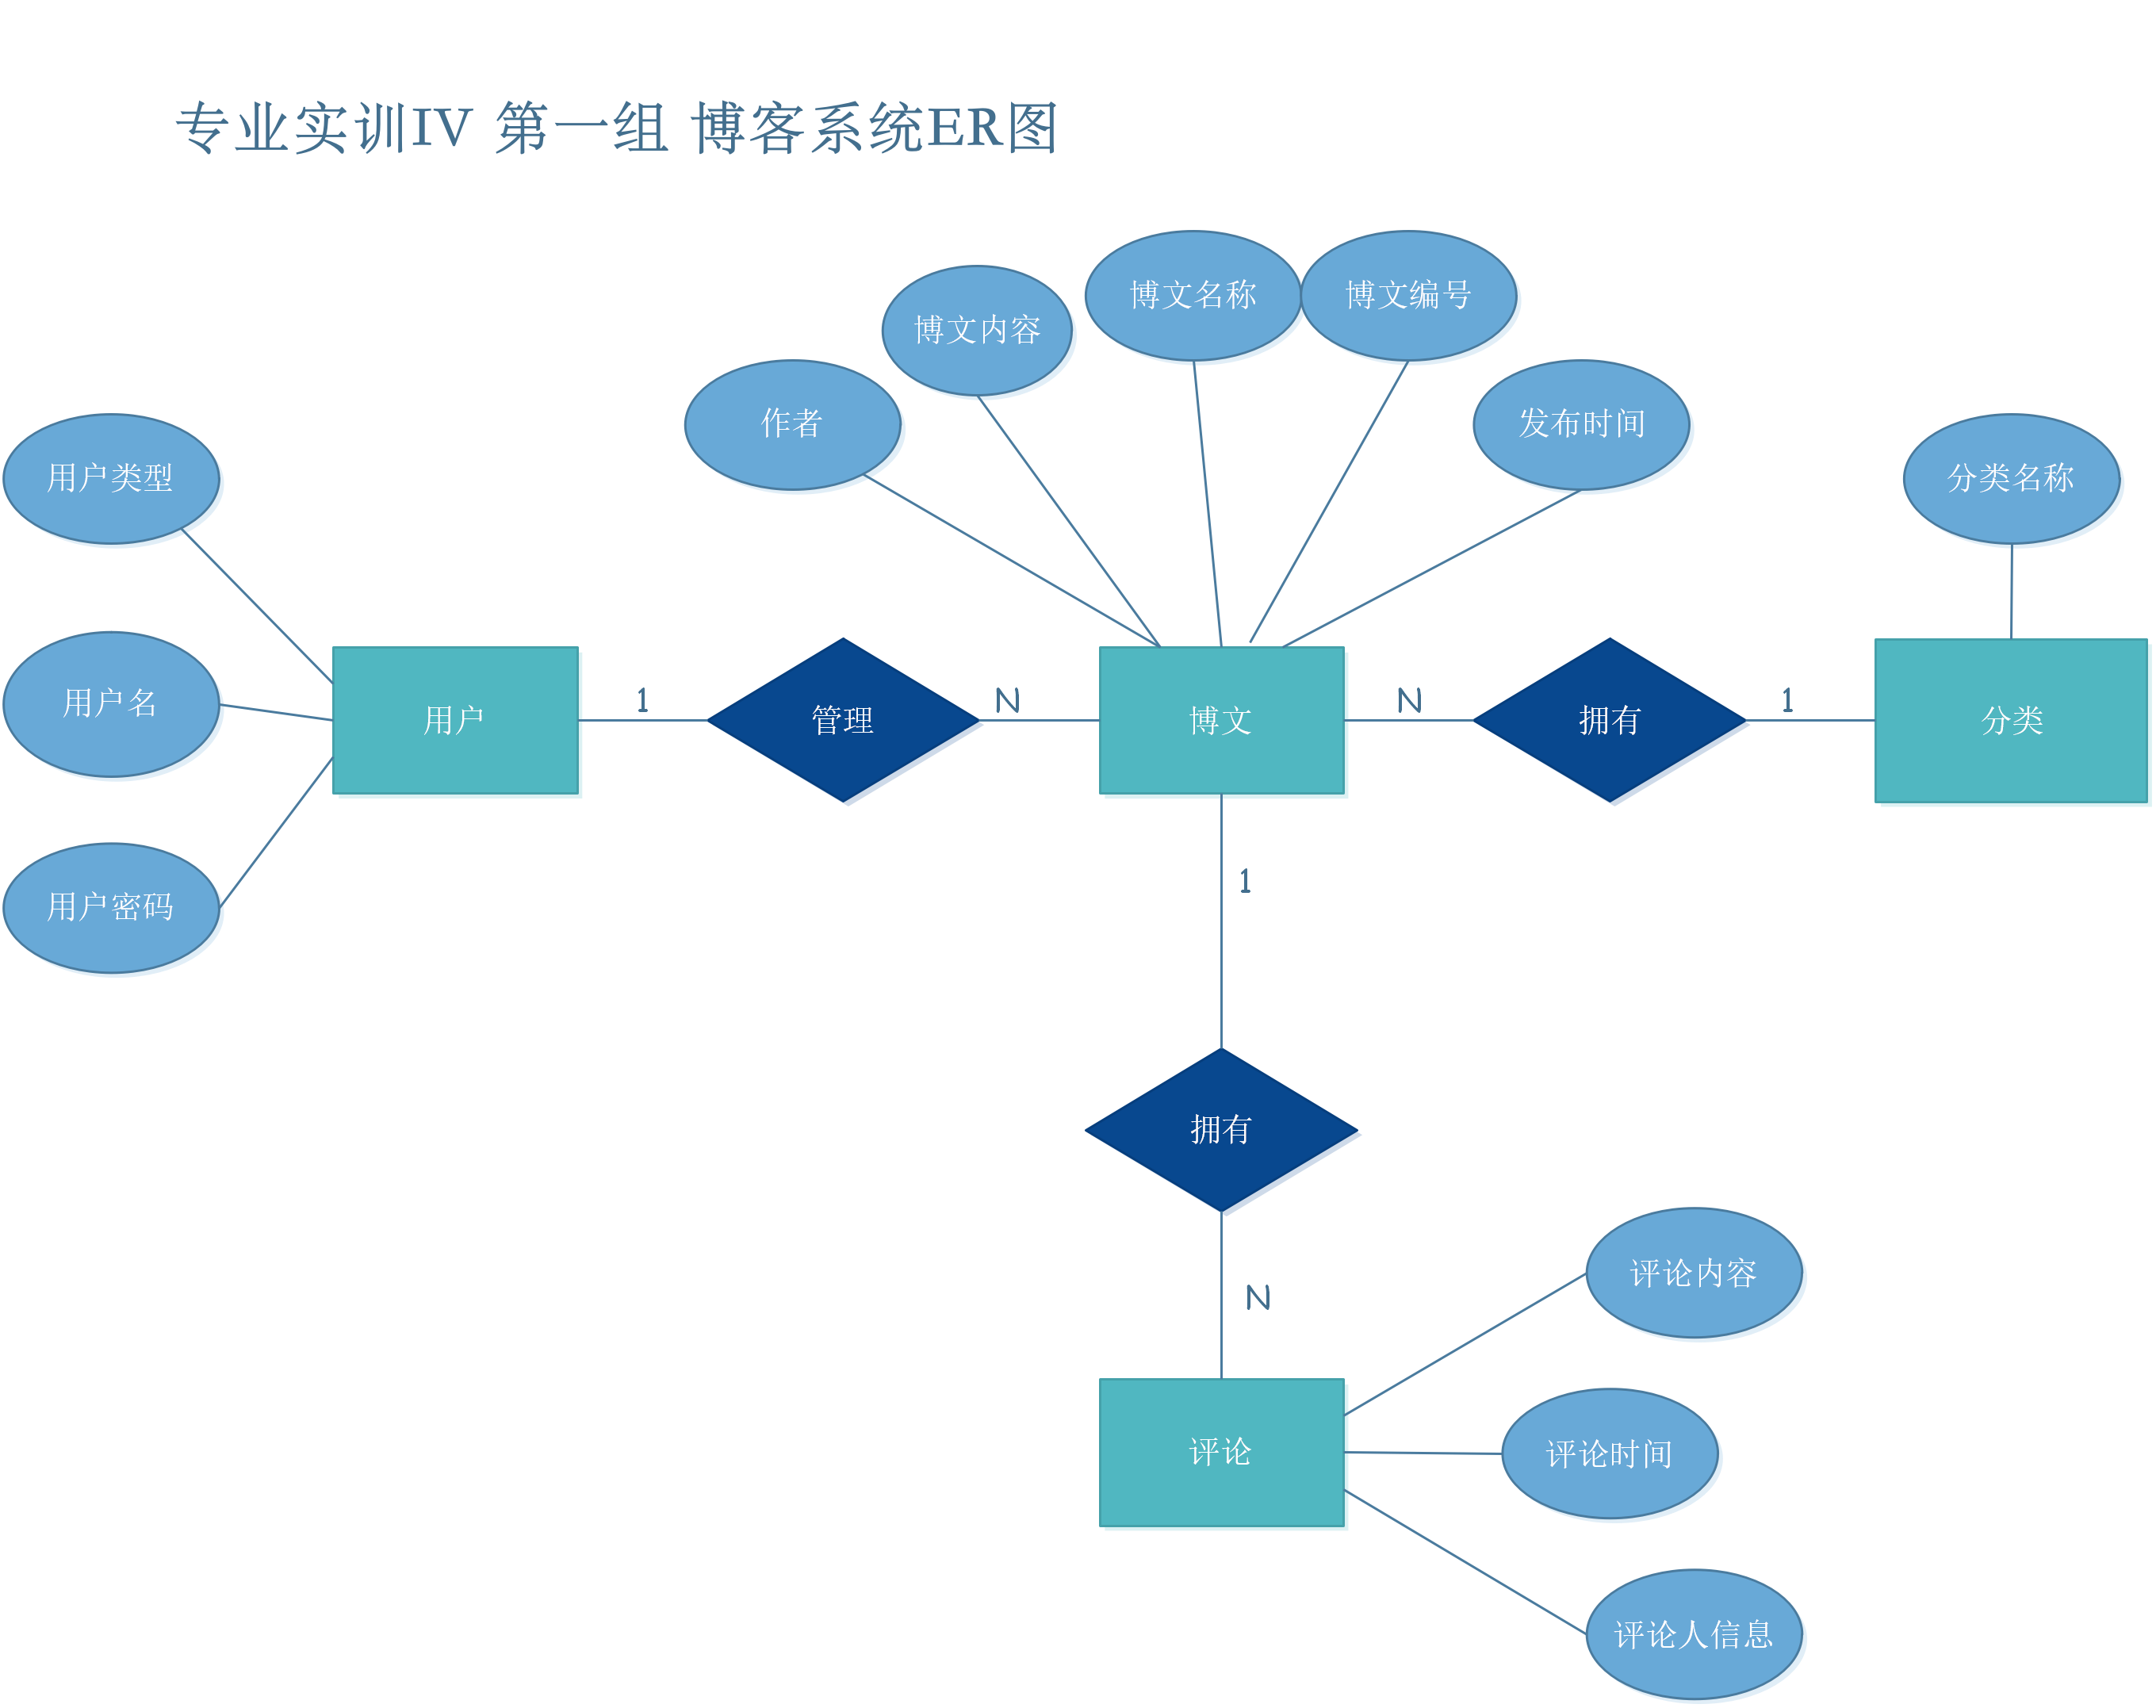 专业实训IV 第一组 博客系统ER图
博文名称
博文编号
博文内容
作者
发布时间
用户类型
分类名称
用户名
用户
1
管理
N
博文
N
拥有
1
分类
用户密码
1
拥有
N
评论内容
评论
评论时间
评论人信息